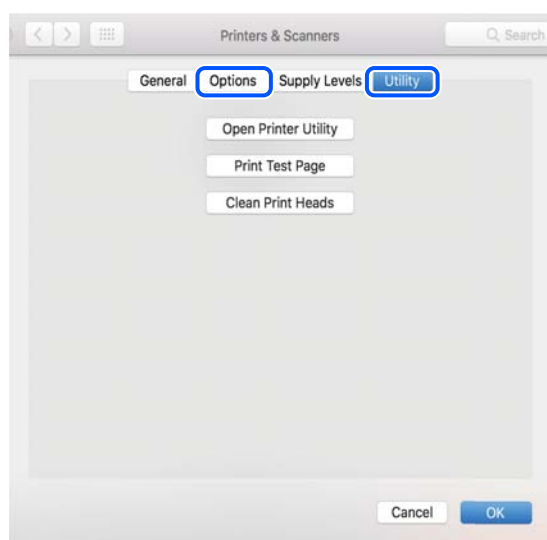 Printers & Scanners Search
General Options Supply Levels Utility
Open Printer Utility
Print Test Page
Clean Print Heads
Cancel OK